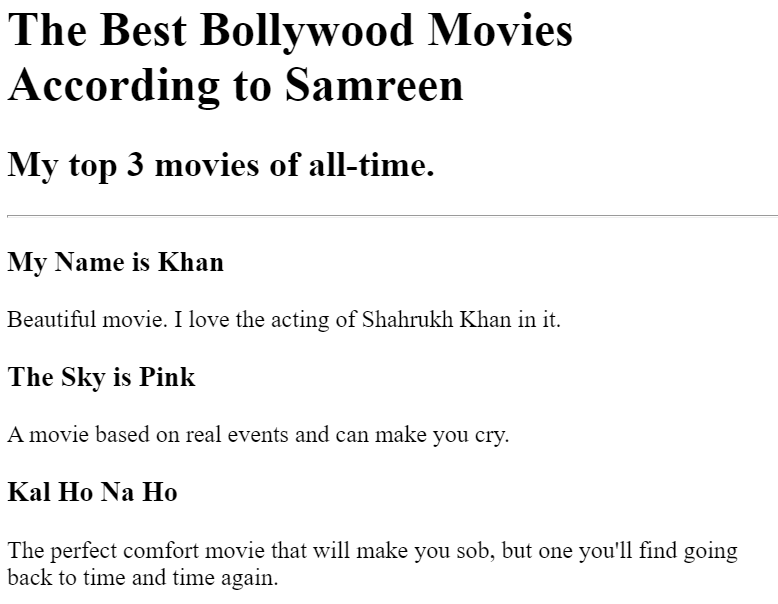 The Best Bollywood Movies
According to Samreen
My top 3 movies of all-time.
My Name is Khan
Beautiful movie. I love the acting of Shahrukh Khan in it.
The Sky is Pink
A movie based on real events and can make you cry.
Kal Ho Na Ho
The perfect comfort movie that will make you sob, but one you'll find going
back to time and time again.